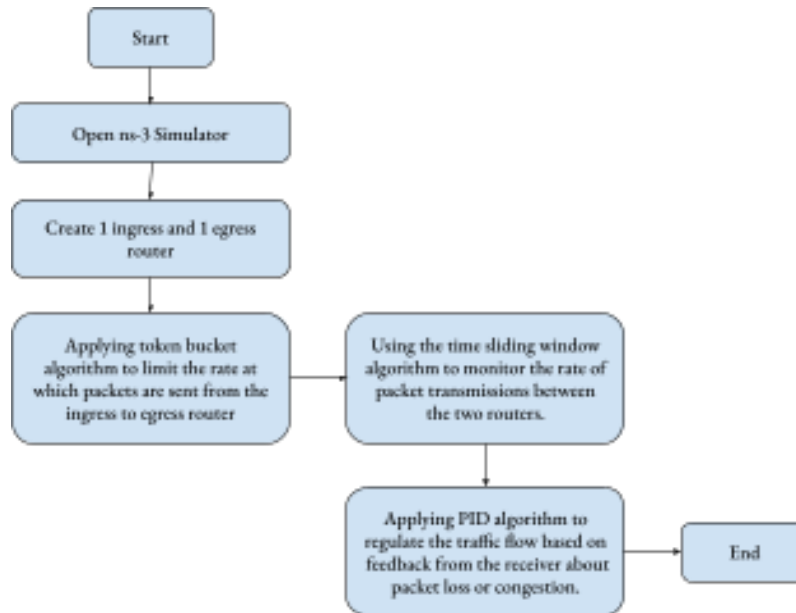 Start
Open ns-3 Simulator
Create 1 ingress and 1 egress
router
Applying token bucket
algorithm to limit the rate at
which packets are sent from the
ingress to egress router
Using the time sliding window
algorithm to monitor the rate of
packet transmissions between
the two routers.
Applying PID algorithm to
regulate the traffic flow based on
feedback from the receiver about
packet loss or congestion.
End